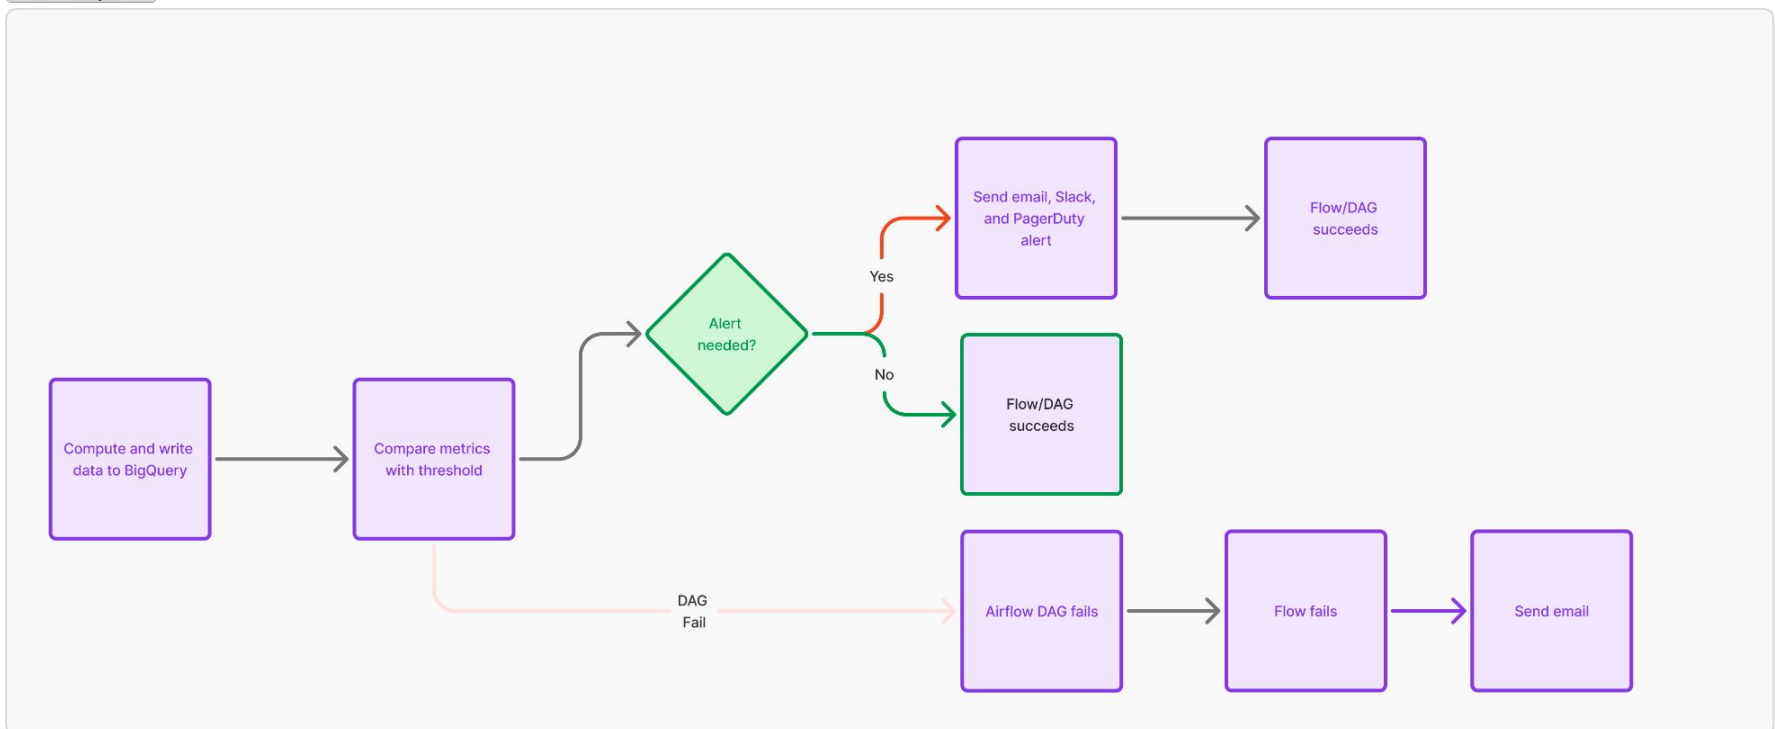 Send email, Slack,
and PagerDuty
alert
Flow/DAG
succeeds
Yes
Alert
needed?
No
Flow/DAG
succeeds
Compute and write
data to BigQuery
Compare metrics
with threshold
DAG
Fail
Airflow DAG fails
Flow fails
Send email